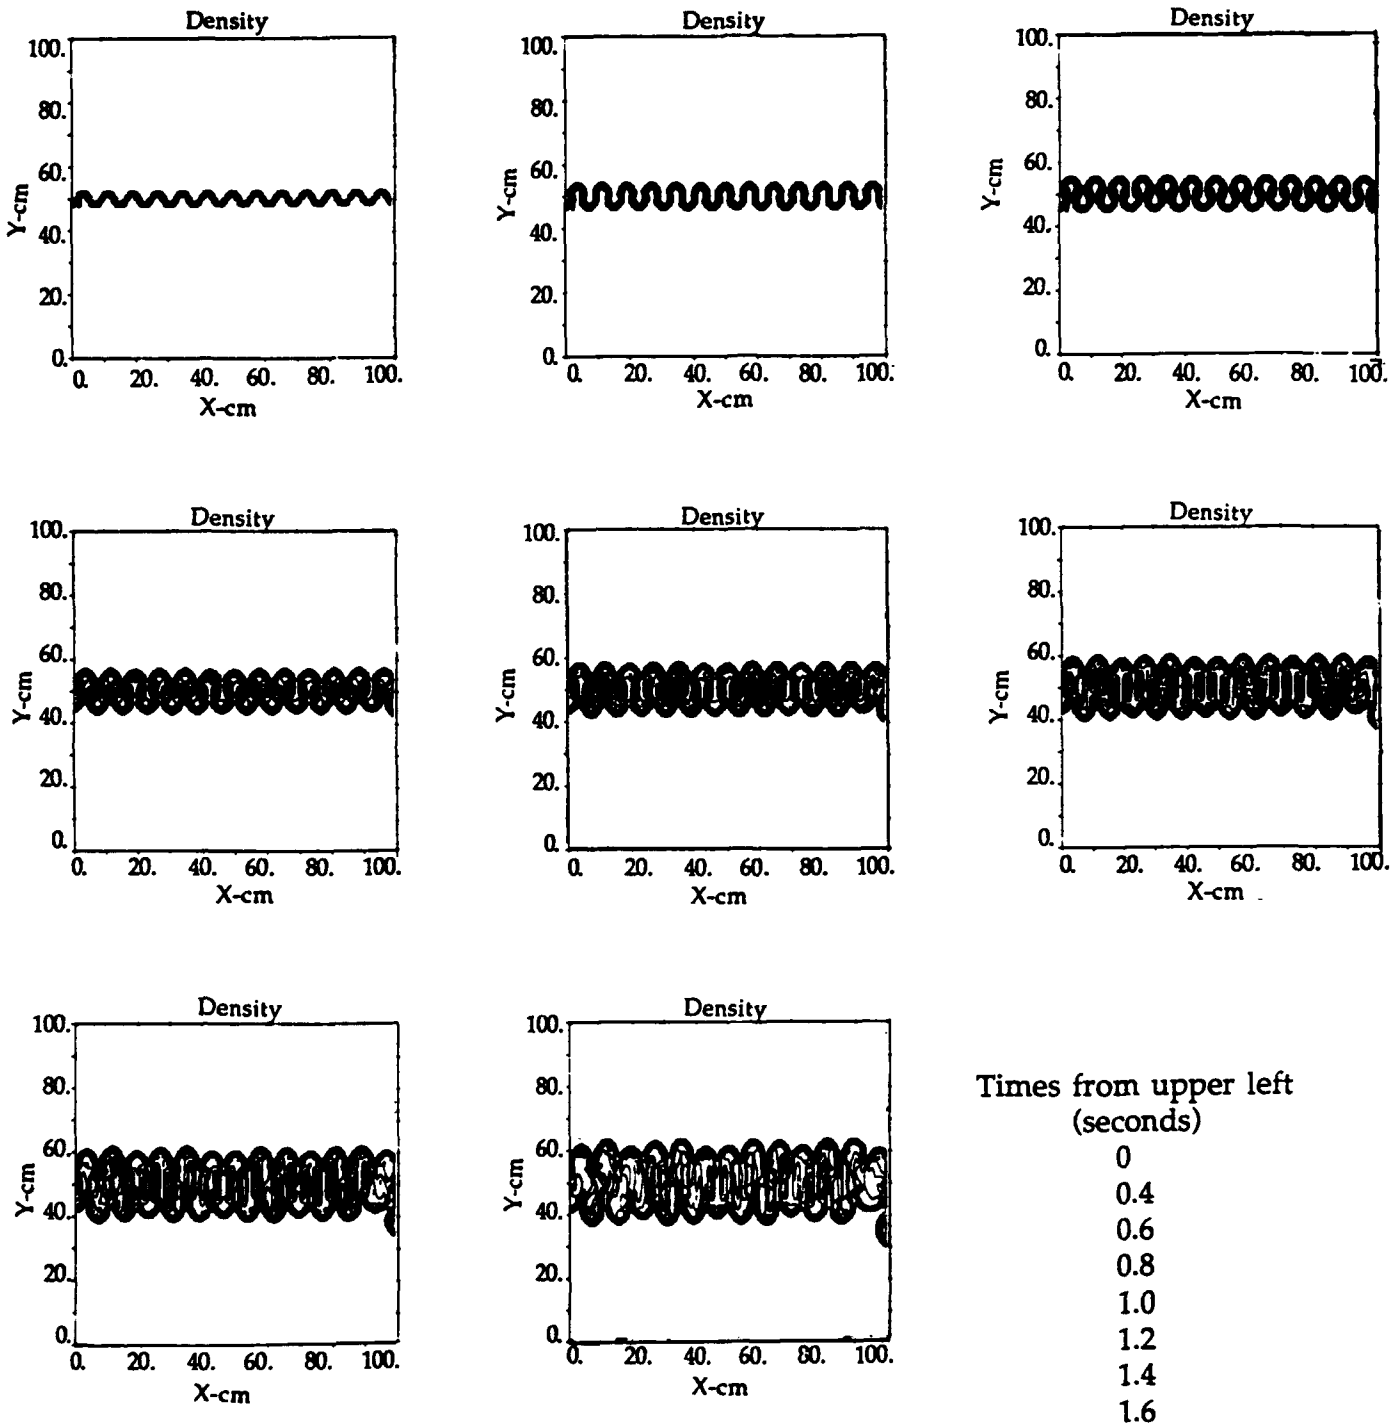 Density Density Density
100. 100. 100.
80. 80. 80.
60. 60. 60.
Y-cm Y-cm Y-cm
40. 40. 40.
20. 20. 20.
0. 0. 0.
0. 20. 40. 60. 80. 100. 0. 20. 40. 60. 80. 100. 0. 20. 40. 60. 80. 100.
X-cm X-cm X-cm
Density Density Density
100. 100. 100.
80. 80. 80.
60. 60. 60.
Y-cm Y-cm Y-cm
40. 40. 40.
20. 20. 20.
0. 0. 0.
0. 20. 40. 60. 80. 100. 0. 20. 40. 60. 80. 100. 0. 20. 40. 60. 80. 100.
X-cm X-cm X-cm
Density Density
100. 100.
80. 80.
60. 60.
Y-cm Y-cm
40. 40.
20. 20.
0. 0.
0. 20. 40. 60. 80. 100. 0. 20. 40. 60. 80. 100.
X-cm X-cm
Times from upper left
(seconds)
0
0.4
0.6
0.8
1.0
1.2
1.4
1.6